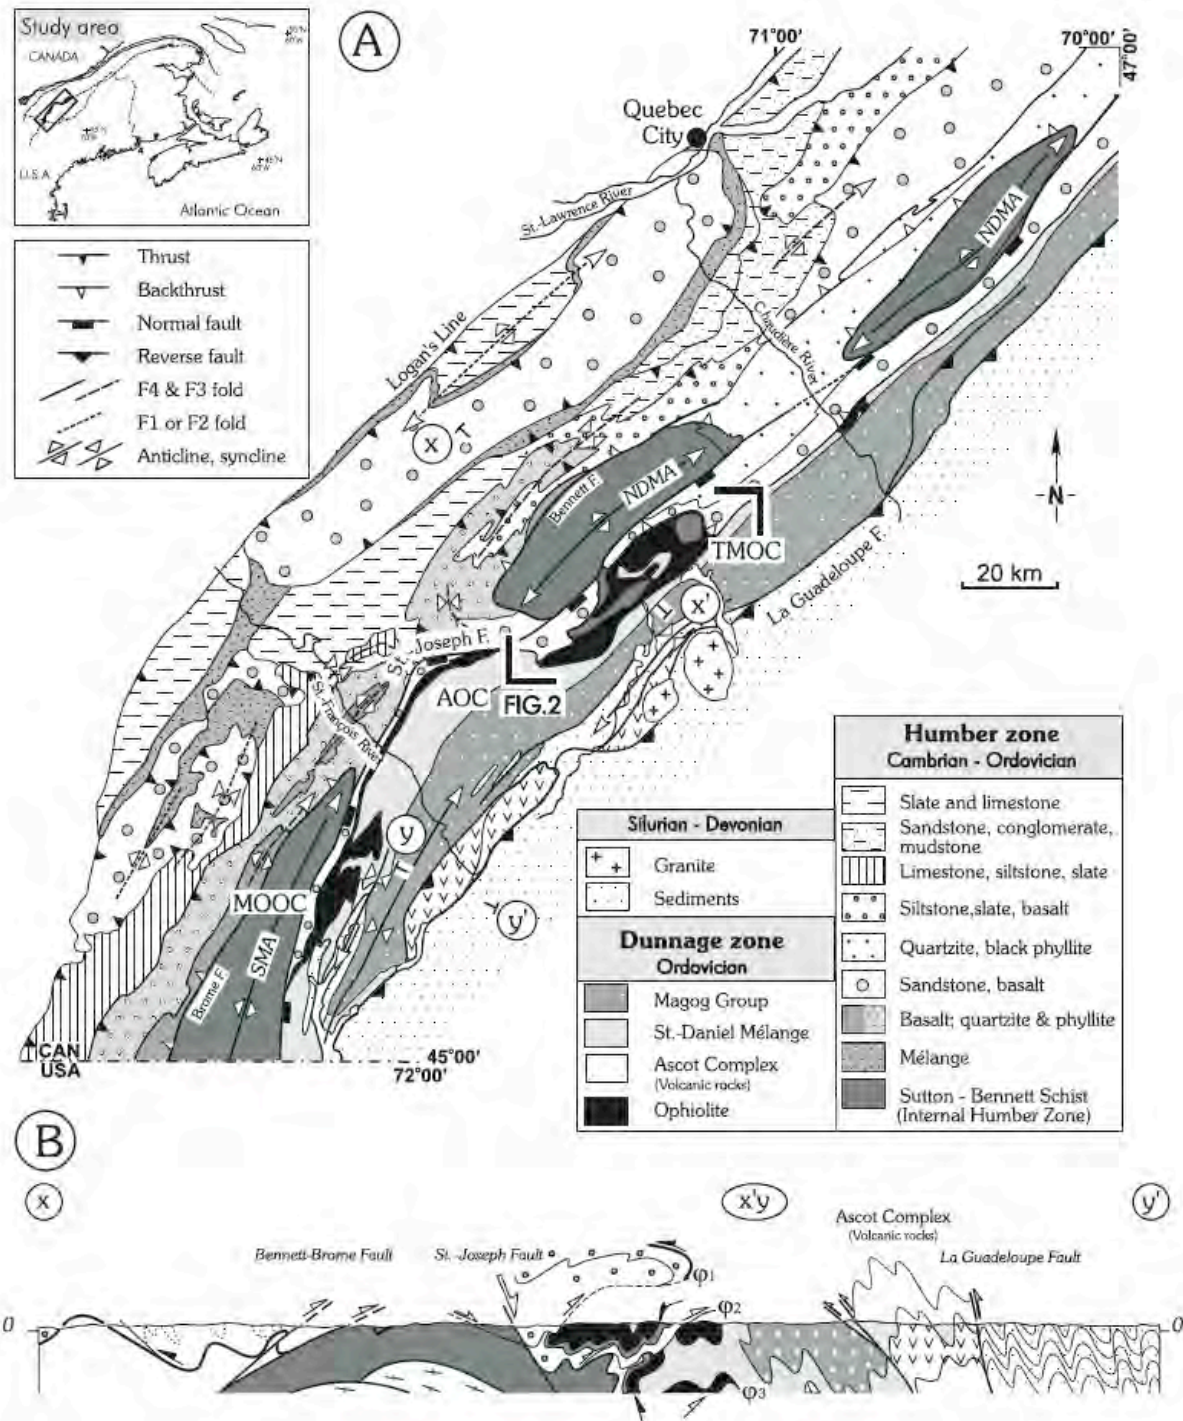 Study area
CANADA
U.S.A.
Atlantic Ocean
A
71°00'
70°00'
47°00'
Quebec
City
St.-Lawrence River
NDMA
Thrust
Backthrust
Normal fault
Reverse fault
F4 & F3 fold
F1 or F2 fold
Anticline, syncline
Logan's Line
Chaudière River
x
T
Bennett F.
NDMA
-N-
TMOC
20 km
La Guadeloupe F.
x'
St.-Joseph F.
AOC
FIG.2
St.-François River
y
MOOC
y'
SMA
Brome F.
CAN
USA
45°00'
72°00'
Silurian - Devonian
Granite
Sediments
Dunnage zone
Ordovician
Magog Group
St.-Daniel Mélange
Ascot Complex
(Volcanic rocks)
Ophiolite
Humber zone
Cambrian - Ordovician
Slate and limestone
Sandstone, conglomerate,
mudstone
Limestone, siltstone, slate
Siltstone,slate, basalt
Quartzite, black phyllite
Sandstone, basalt
Basalt; quartzite & phyllite
Mélange
Sutton - Bennett Schist
(Internal Humber Zone)
B
x
x'y
y'
Bennett-Brome Fault
St.-Joseph Fault
Ascot Complex
(Volcanic rocks)
La Guadeloupe Fault
φ1
φ2
φ3
0
0